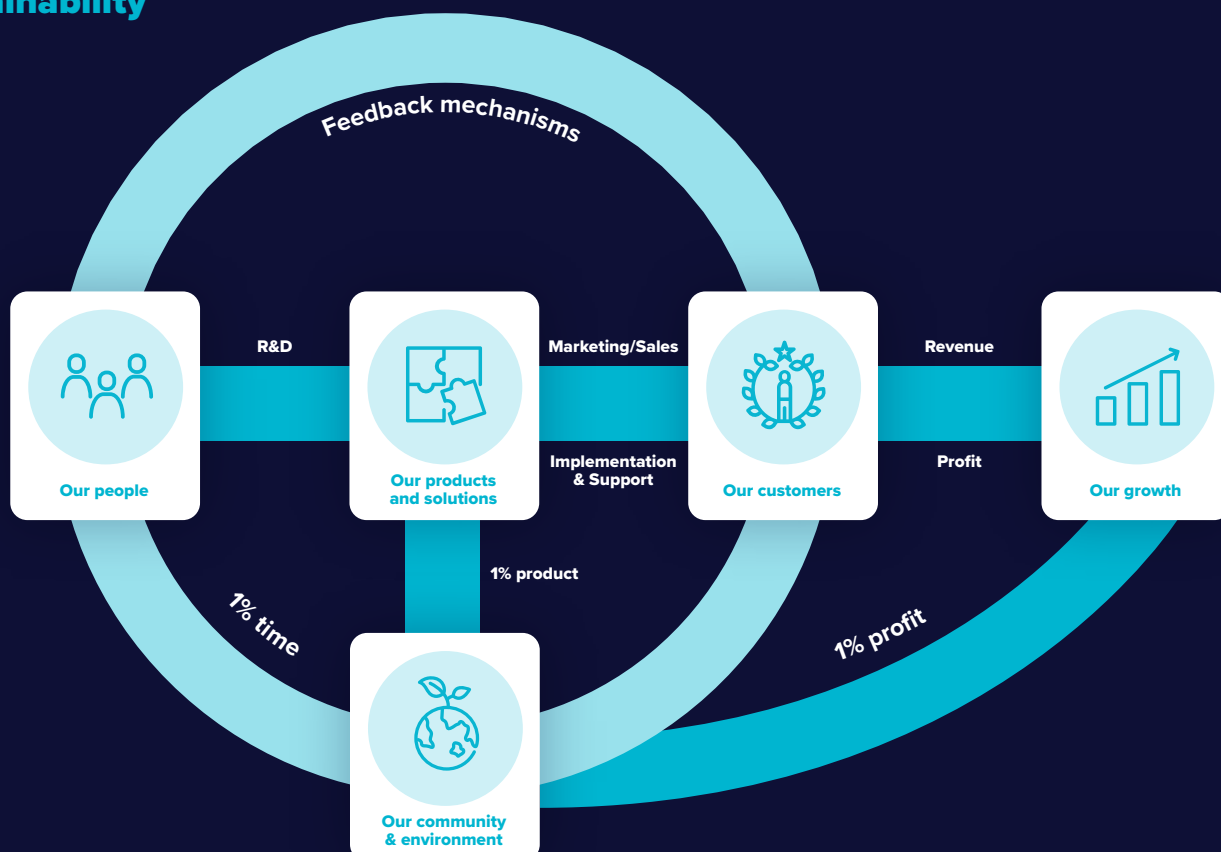 Feedback mechanisms
R&D
Marketing/Sales
Revenue
Implementation
& Support
Profit
Our people
Our products
and solutions
Our customers
Our growth
1% product
1% time
1% profit
Our community
& environment